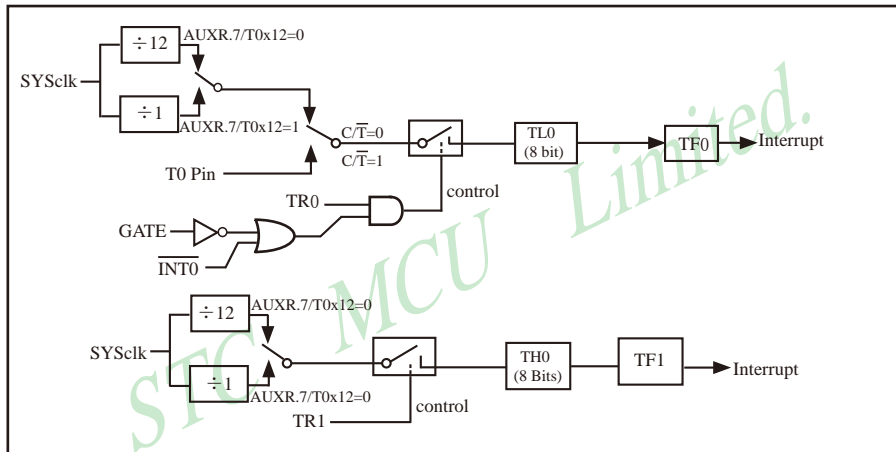 ÷12
AUXR.7/T0x12=0
SYSclk
÷1
AUXR.7/T0x12=1
C/T̅=0
C/T̅=1
T0 Pin
TL0
(8 bit)
TF0
Interrupt
control
TR0
GATE
I̅N̅T̅0̅
÷12
AUXR.7/T0x12=0
SYSclk
÷1
AUXR.7/T0x12=0
TH0
(8 Bits)
TF1
Interrupt
control
TR1
STC MCU Limited.